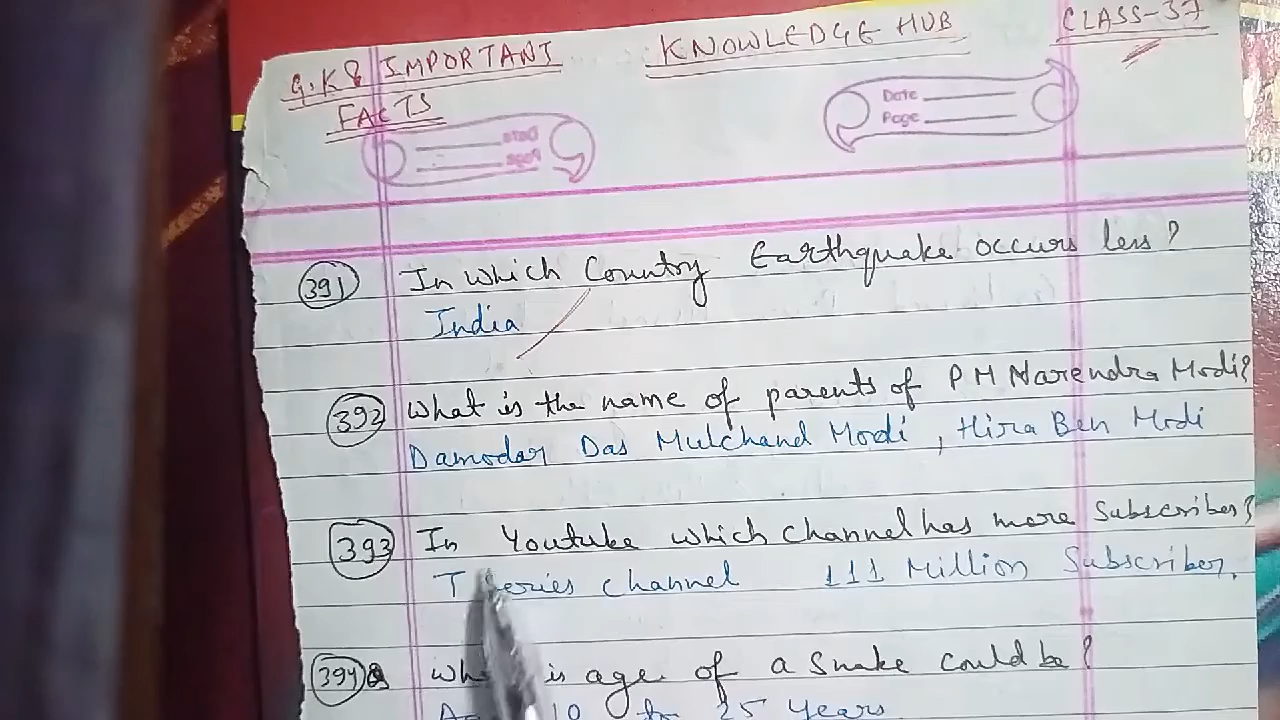 G.K & IMPORTANT KNOWLEDGE HUB CLASS-37
FACTS
Date
Page
391 In which Country Earthquake occurs less?
India
392 What is the name of parents of PM Narendra Modi?
Damodar Das Mulchand Modi, Hira Ben Modi
393 In Youtube which channel has more Subscriber?
T Series channel 111 Million Subscriber.
394 is age of a Snake could be?
10 to 25 years